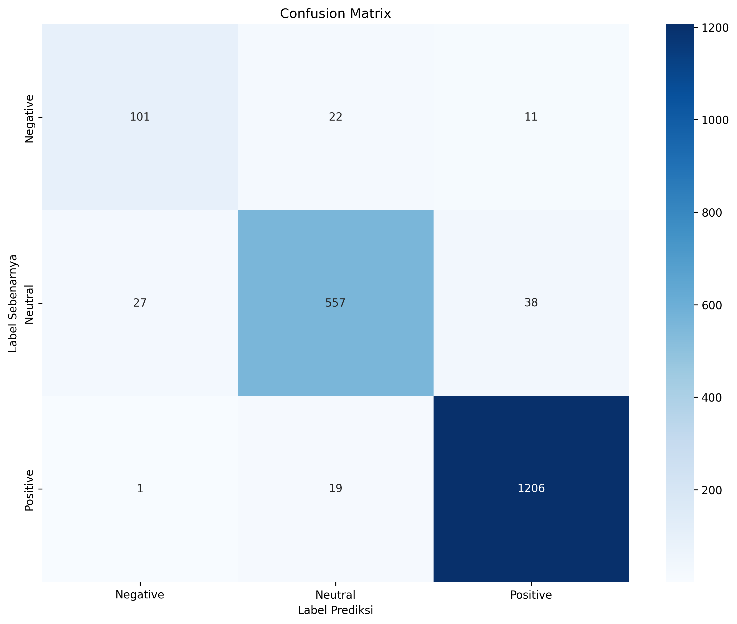 Confusion Matrix
Negative
101
22
11
Label Sebenarnya
Neutral
27
557
38
Positive
1
19
1206
Negative
Neutral
Positive
Label Prediksi
1200
1000
800
600
400
200